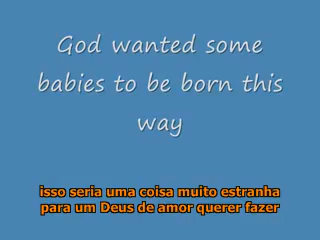 God wanted some
babies to be born this
way
isso seria uma coisa muito estranha
para um Deus de amor querer fazer